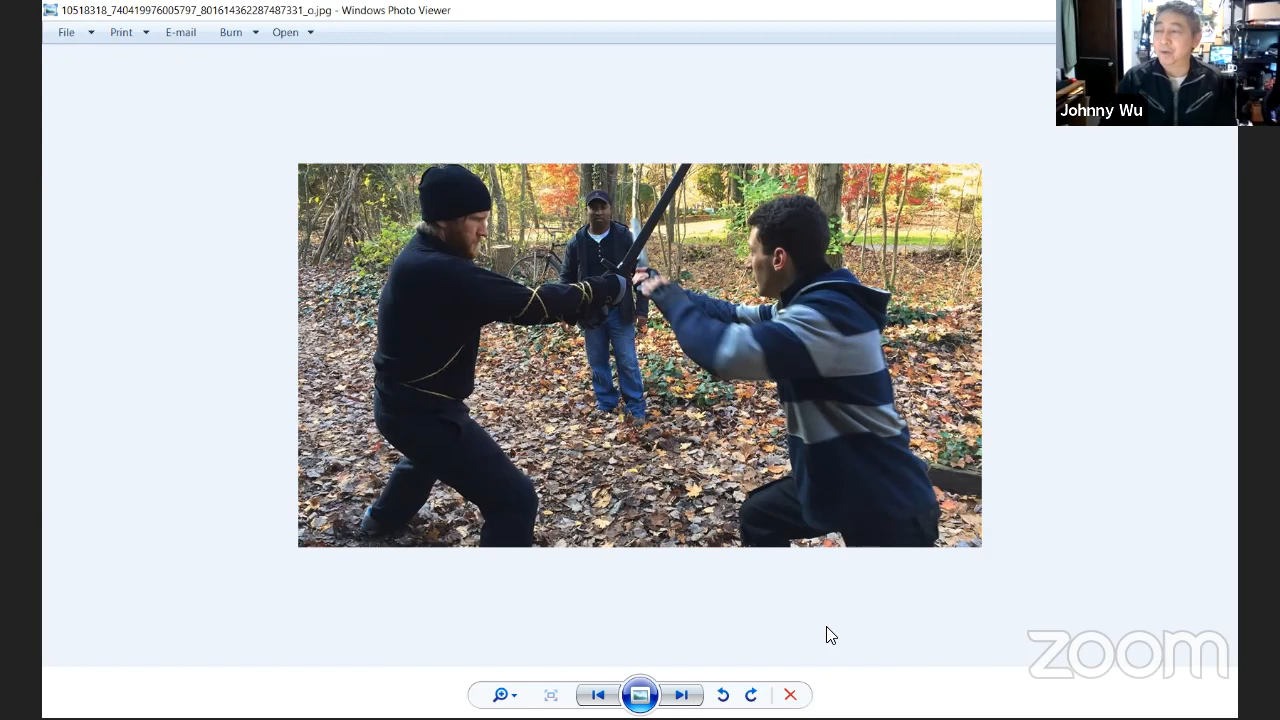 10518318_740419976005797_801614362287487331_o.jpg - Windows Photo Viewer
File Print E-mail Burn Open
Johnny Wu
zoom